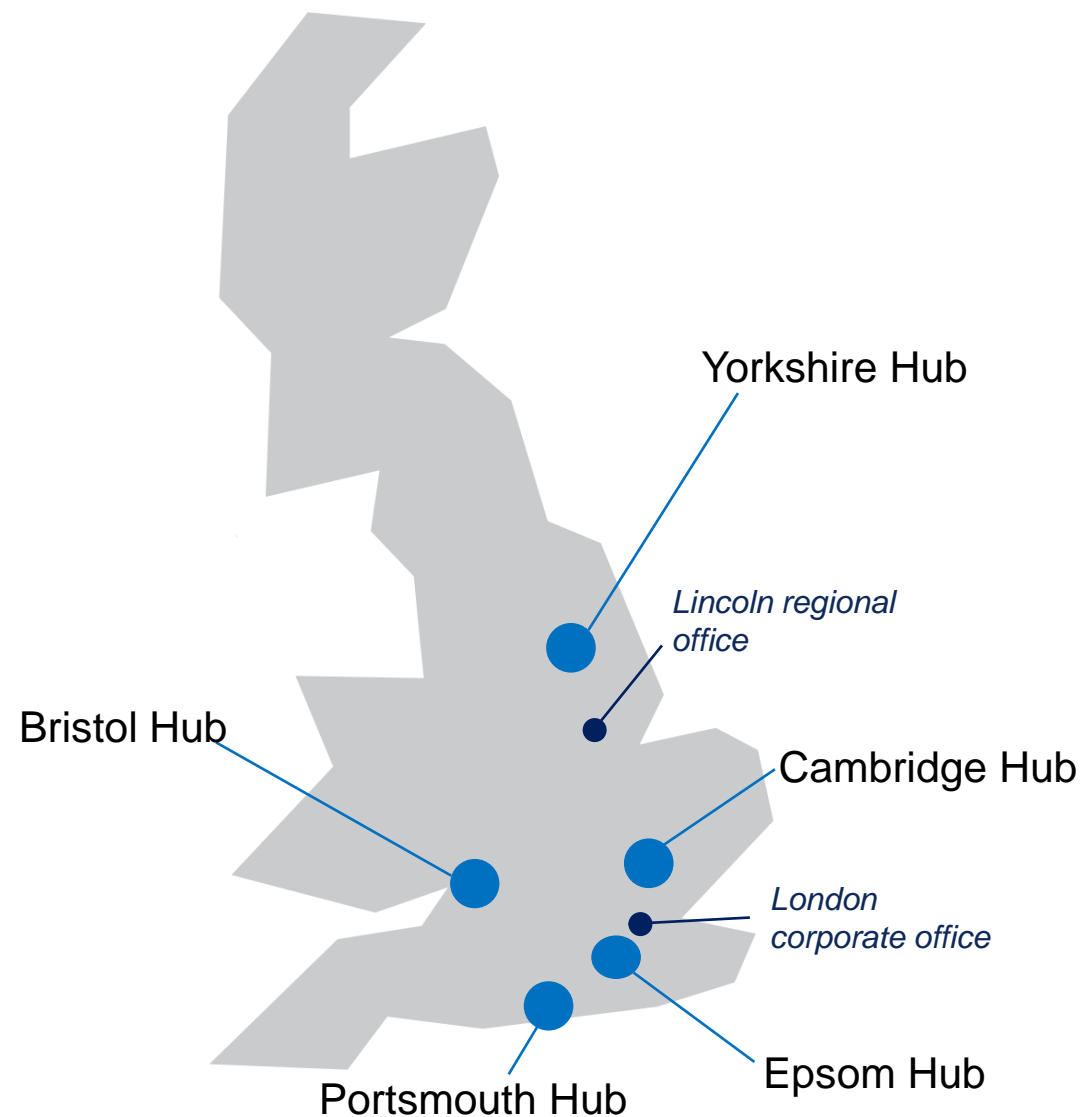 Yorkshire Hub
Lincoln regional
office
Bristol Hub
Cambridge Hub
London
corporate office
Epsom Hub
Portsmouth Hub